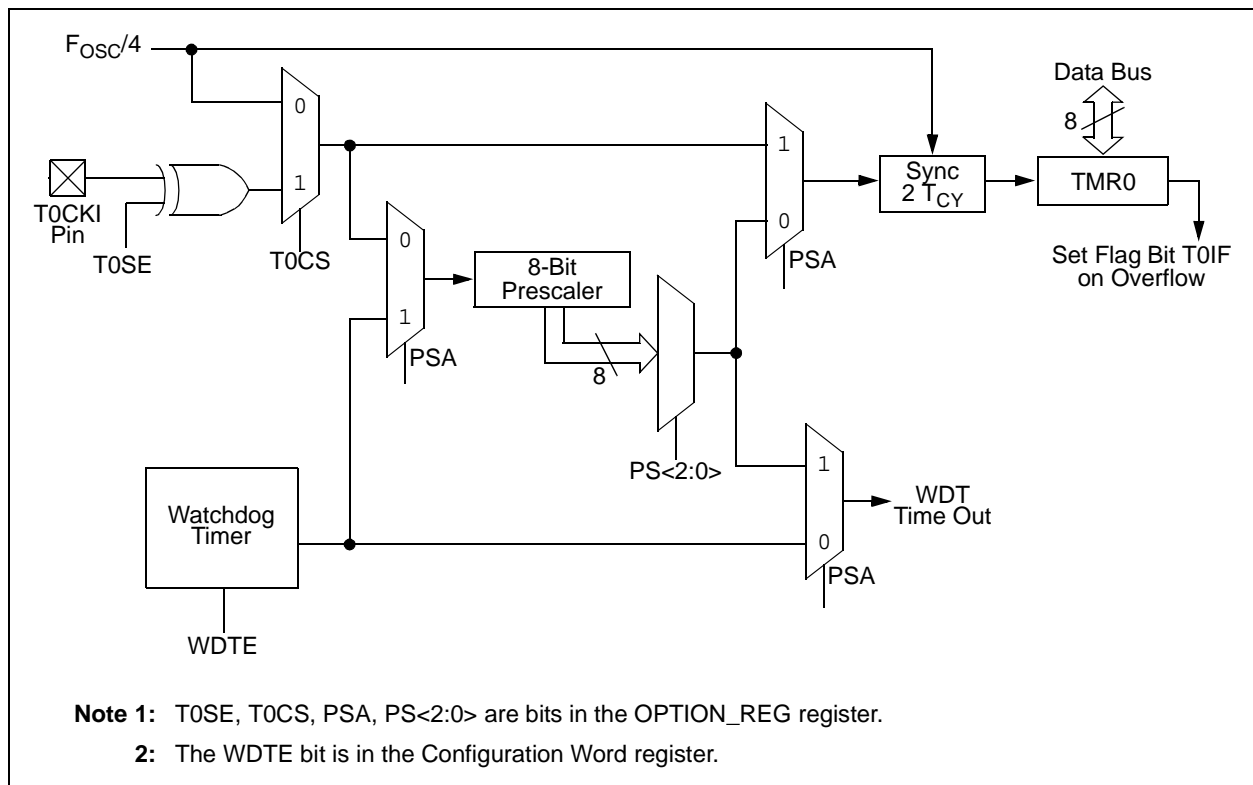 FOSC/4
Data Bus
8
0
1
T0CKI
Pin
T0SE
T0CS
1
0
PSA
Sync
2 TCY
TMR0
Set Flag Bit T0IF
on Overflow
0
1
PSA
8-Bit
Prescaler
8
PS<2:0>
Watchdog
Timer
WDTE
1
0
PSA
WDT
Time Out
Note 1: T0SE, T0CS, PSA, PS<2:0> are bits in the OPTION_REG register.
2: The WDTE bit is in the Configuration Word register.